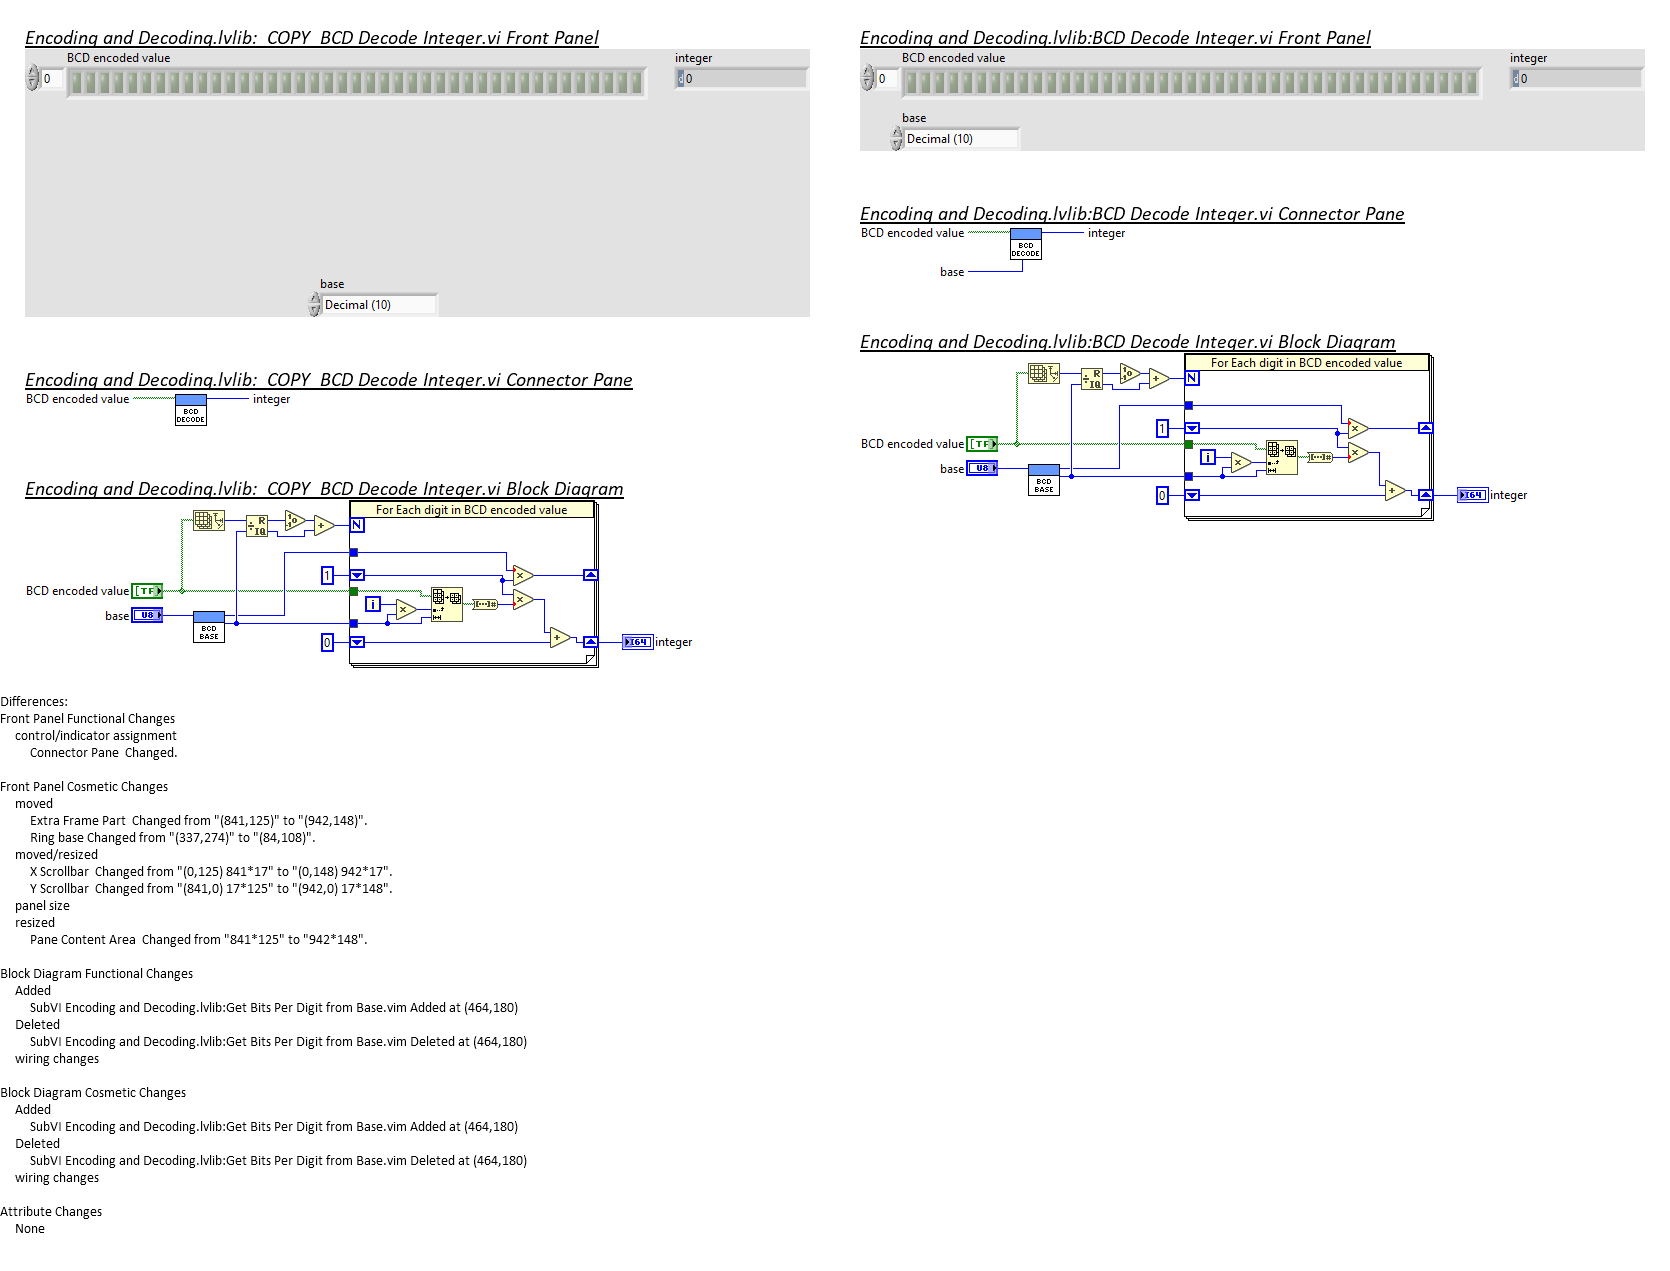 Encoding and Decoding.lvlib:  COPY  BCD Decode Integer.vi Front Panel
BCD encoded value
integer
0
0
base
Decimal (10)
Encoding and Decoding.lvlib:  COPY  BCD Decode Integer.vi Connector Pane
BCD encoded value
integer
BCD
DECODE
Encoding and Decoding.lvlib:  COPY  BCD Decode Integer.vi Block Diagram
For Each digit in BCD encoded value
R
IQ
N
1
BCD encoded value
TF
i
base
U8
BCD
BASE
0
I64
integer
Differences:
Front Panel Functional Changes
control/indicator assignment
Connector Pane  Changed.
Front Panel Cosmetic Changes
moved
Extra Frame Part  Changed from "(841,125)" to "(942,148)".
Ring base Changed from "(337,274)" to "(84,108)".
moved/resized
X Scrollbar  Changed from "(0,125) 841*17" to "(0,148) 942*17".
Y Scrollbar  Changed from "(841,0) 17*125" to "(942,0) 17*148".
panel size
resized
Pane Content Area  Changed from "841*125" to "942*148".
Block Diagram Functional Changes
Added
SubVI Encoding and Decoding.lvlib:Get Bits Per Digit from Base.vim Added at (464,180)
Deleted
SubVI Encoding and Decoding.lvlib:Get Bits Per Digit from Base.vim Deleted at (464,180)
wiring changes
Block Diagram Cosmetic Changes
Added
SubVI Encoding and Decoding.lvlib:Get Bits Per Digit from Base.vim Added at (464,180)
Deleted
SubVI Encoding and Decoding.lvlib:Get Bits Per Digit from Base.vim Deleted at (464,180)
wiring changes
Attribute Changes
None
Encoding and Decoding.lvlib:BCD Decode Integer.vi Front Panel
BCD encoded value
integer
0
0
base
Decimal (10)
Encoding and Decoding.lvlib:BCD Decode Integer.vi Connector Pane
BCD encoded value
integer
BCD
DECODE
base
Encoding and Decoding.lvlib:BCD Decode Integer.vi Block Diagram
For Each digit in BCD encoded value
R
IQ
N
1
BCD encoded value
TF
i
base
U8
BCD
BASE
0
I64
integer